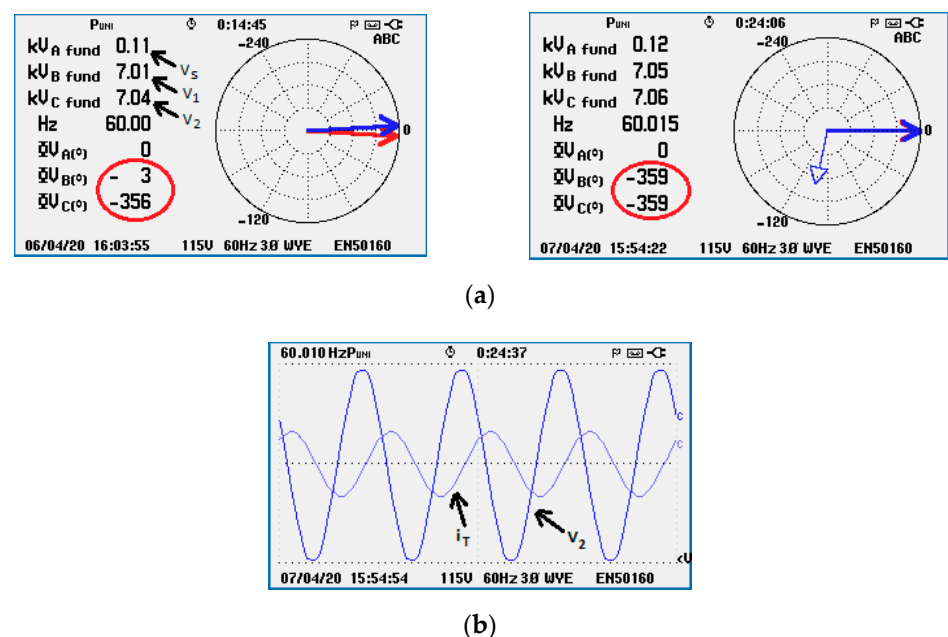 PUNI 0:14:45
ABC
kVA fund 0.11
kVB fund 7.01
kVC fund 7.04
Hz 60.00
ΦVA(°) 0
ΦVB(°) - 3
ΦVC(°) -356
VS
V1
V2
-240
0
-120
06/04/20 16:03:55 115V 60Hz 3Ø WYE EN50160
PUNI 0:24:06
ABC
kVA fund 0.12
kVB fund 7.05
kVC fund 7.06
Hz 60.015
ΦVA(°) 0
ΦVB(°) -359
ΦVC(°) -359
-240
0
-120
07/04/20 15:54:22 115V 60Hz 3Ø WYE EN50160
(a)
60.010 HzPUNI 0:24:37
C
C
iT
V2
<U
07/04/20 15:54:54 115V 60Hz 3Ø WYE EN50160
(b)